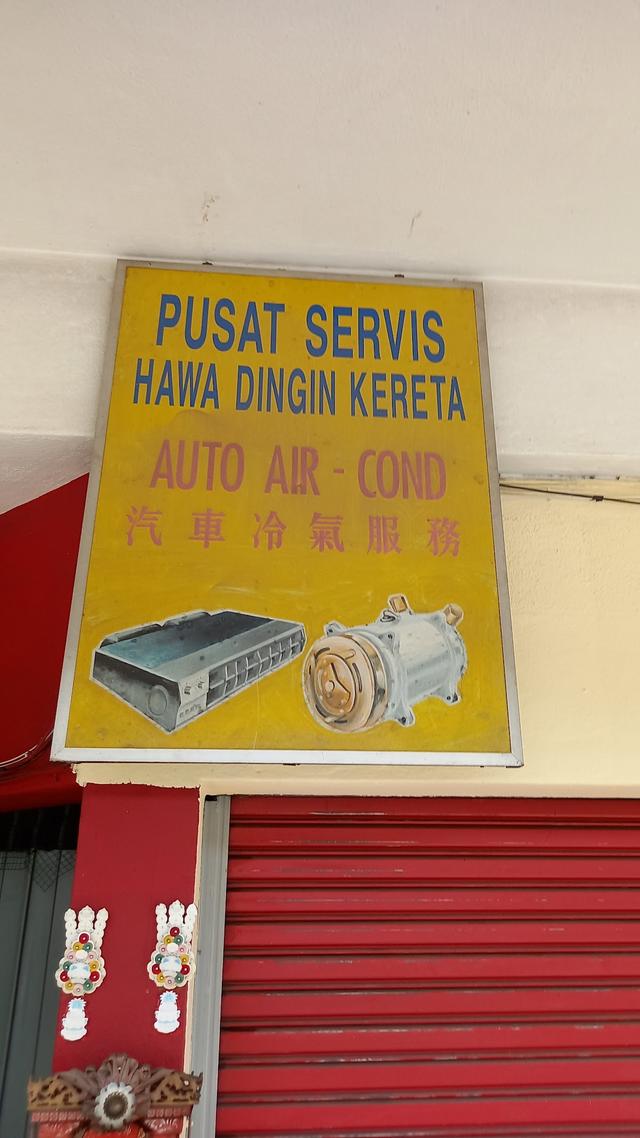 PUSAT SERVIS
HAWA DINGIN KERETA
AUTO AIR - COND
汽車冷氣服務